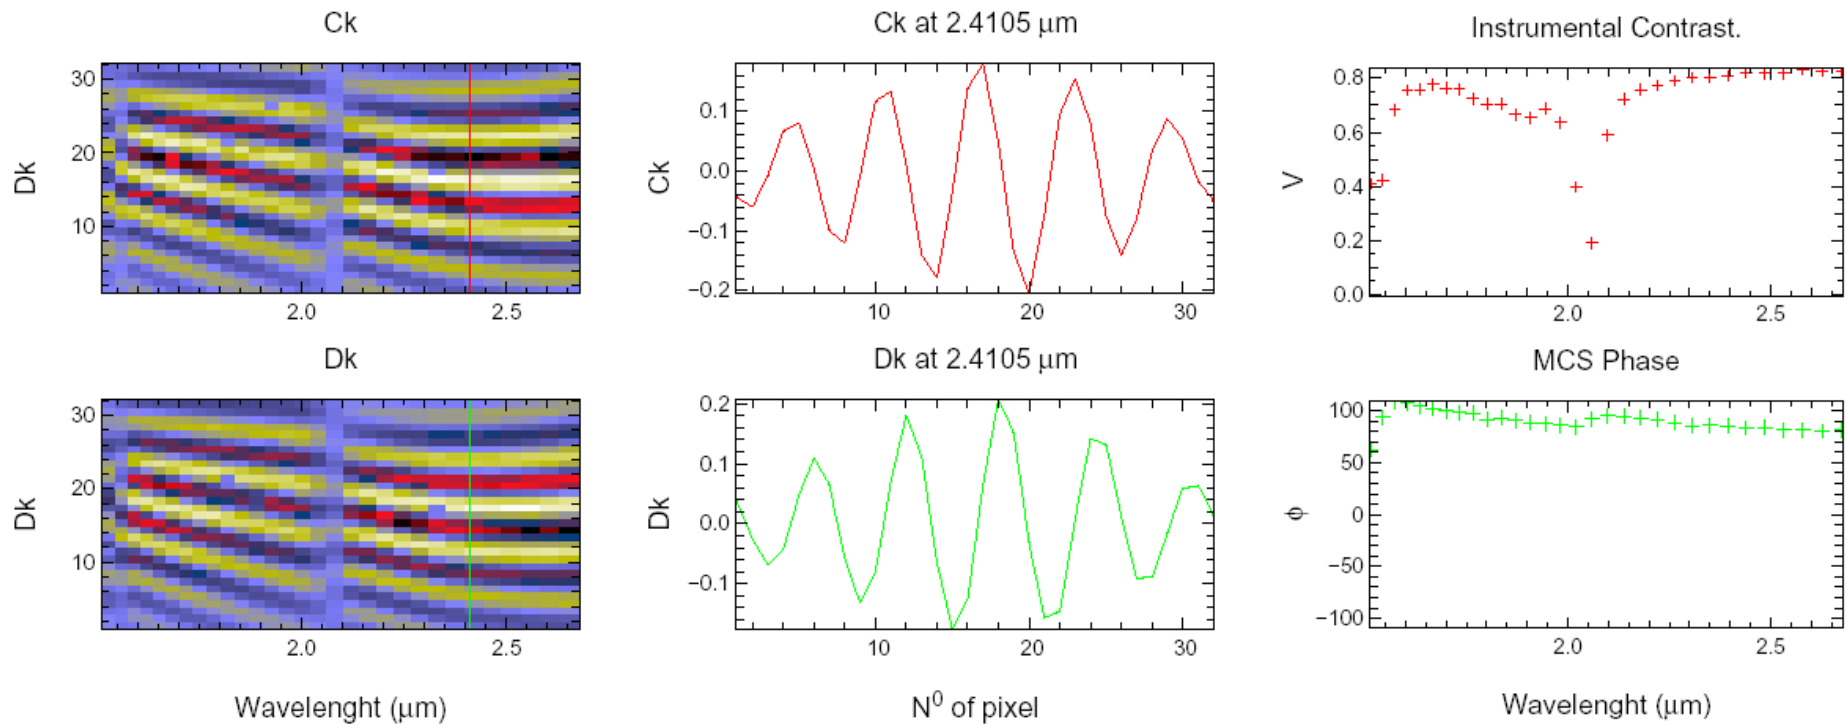 Ck
Dk
30
20
10
2.0
2.5
Ck at 2.4105 μm
Ck
0.1
0.0
−0.1
−0.2
10
20
30
Instrumental Contrast.
V
0.8
0.6
0.4
0.2
0.0
2.0
2.5
Dk
Dk
30
20
10
2.0
2.5
Wavelenght (μm)
Dk at 2.4105 μm
Dk
0.2
0.1
0.0
−0.1
10
20
30
N⁰ of pixel
MCS Phase
ϕ
100
50
0
−50
−100
2.0
2.5
Wavelenght (μm)